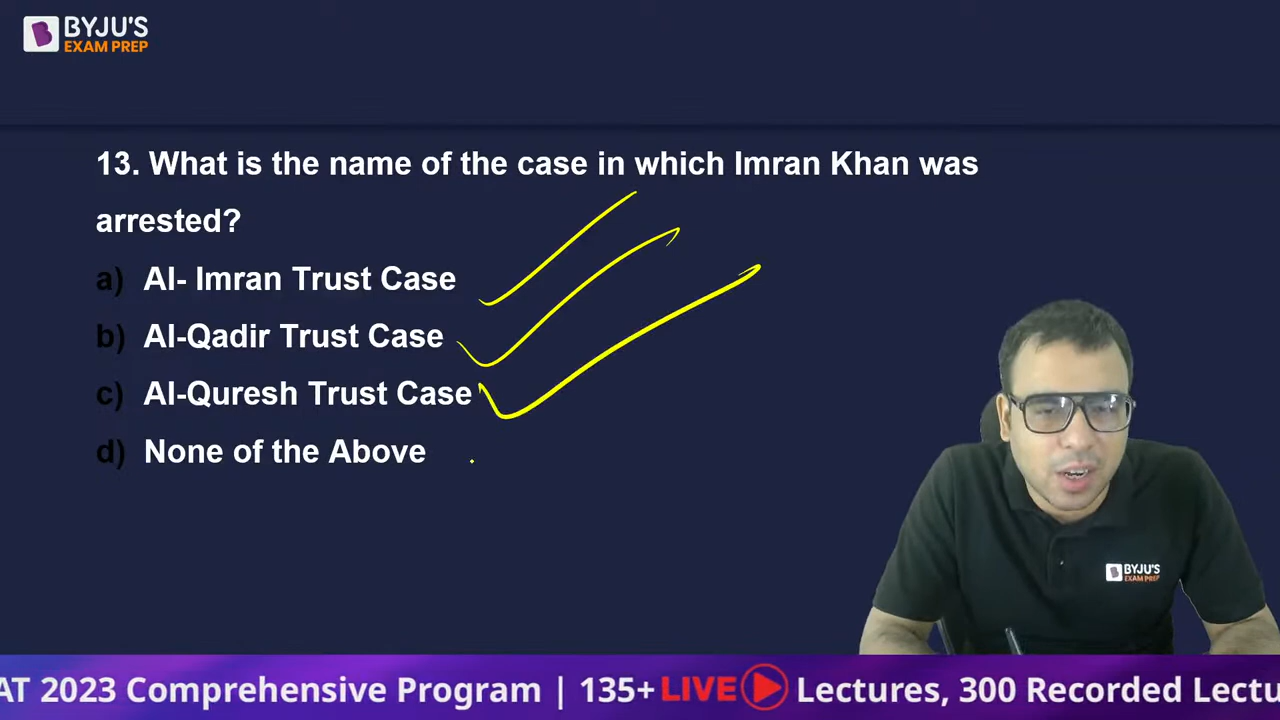 BYJU'S
EXAM PREP
13. What is the name of the case in which Imran Khan was
arrested?
a) Al- Imran Trust Case
b) Al-Qadir Trust Case
c) Al-Quresh Trust Case
d) None of the Above
BYJU'S
EXAM PREP
AT 2023 Comprehensive Program | 135+ LIVE Lectures, 300 Recorded Lectu